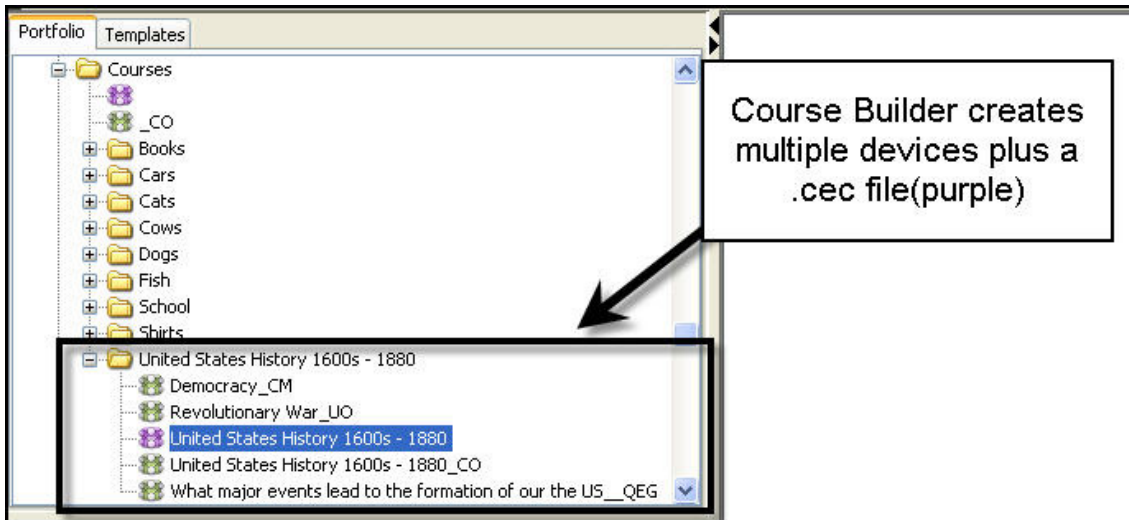 Portfolio Templates
Courses
_CO
Books
Cars
Cats
Cows
Dogs
Fish
School
Shirts
United States History 1600s - 1880
Democracy_CM
Revolutionary War_UO
United States History 1600s - 1880
United States History 1600s - 1880_CO
What major events lead to the formation of our the US__QEG
Course Builder creates
multiple devices plus a
.cec file(purple)